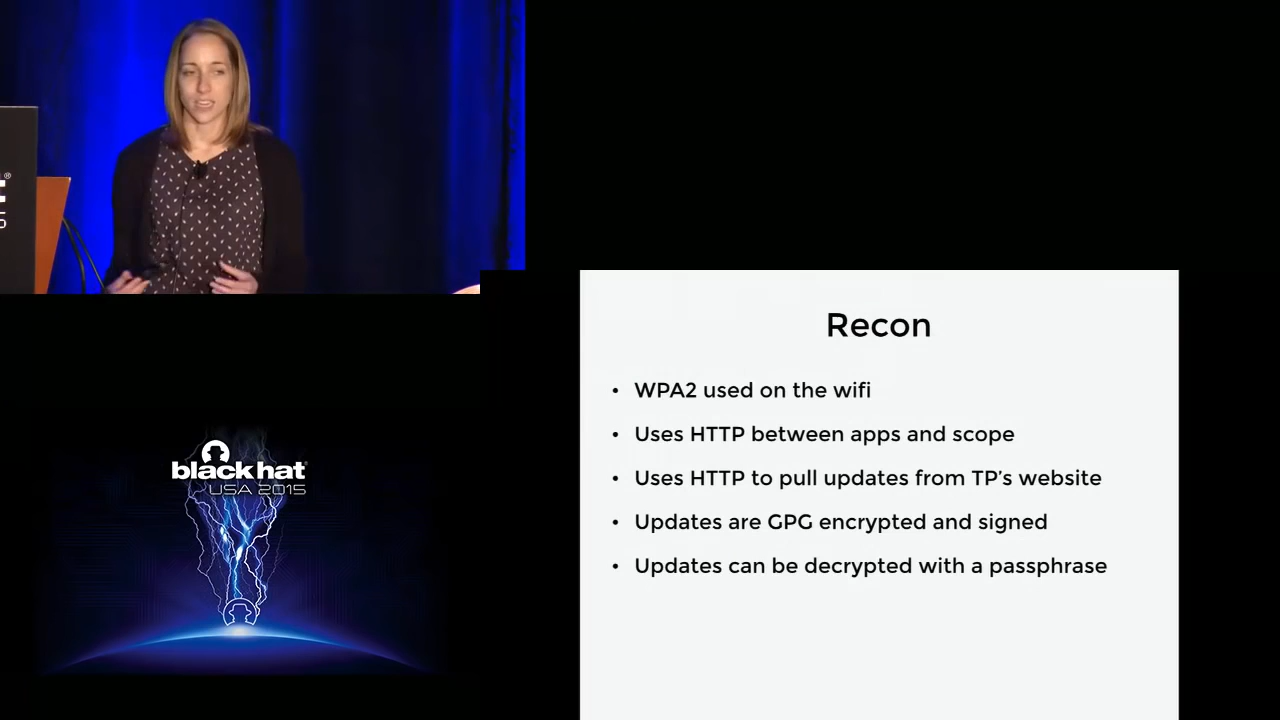 Recon
• WPA2 used on the wifi
• Uses HTTP between apps and scope
• Uses HTTP to pull updates from TP’s website
• Updates are GPG encrypted and signed
• Updates can be decrypted with a passphrase
black hat
USA 2015